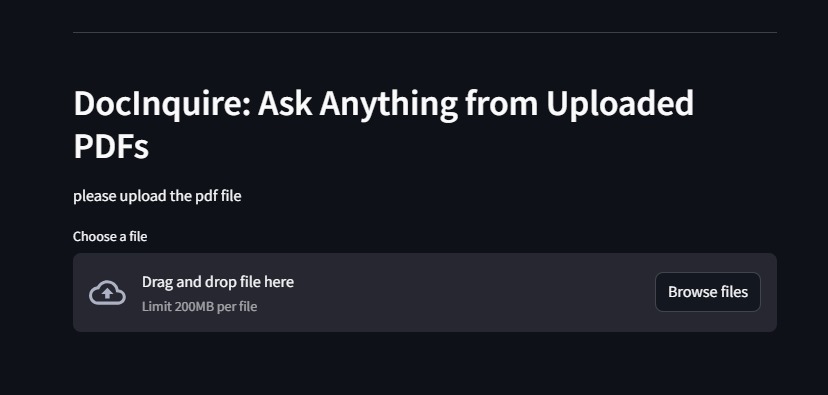 DocInquire: Ask Anything from Uploaded
PDFs
please upload the pdf file
Choose a file
Drag and drop file here
Limit 200MB per file
Browse files